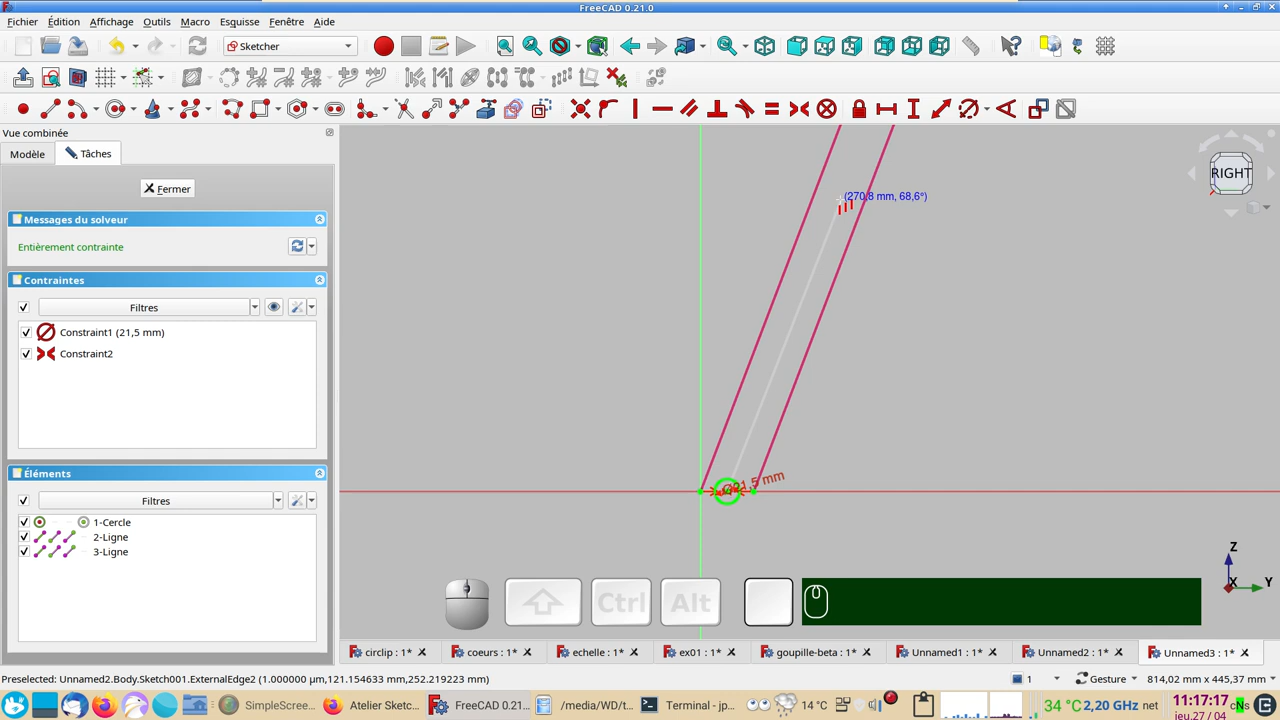 FreeCAD 0.21.0
Fichier Édition Affichage Outils Macro Esquisse Fenêtre Aide
Sketcher
Vue combinée
Modèle Tâches
Fermer
Messages du solveur
Entièrement contrainte
Contraintes
Filtres
Constraint1 (21,5 mm)
Constraint2
Éléments
Filtres
1-Cercle
2-Ligne
3-Ligne
(270,8 mm, 68,6°)
RIGHT
21,5 mm
Z
X Y
Ctrl Alt
circlip : 1* coeurs : 1* echelle : 1* ex01 : 1* goupille-beta : 1* Unnamed1 : 1* Unnamed2 : 1* Unnamed3 : 1*
Preselected: Unnamed2.Body.Sketch001.ExternalEdge2 (1.000000 µm,121.154633 mm,252.219223 mm) 1 Gesture 814,02 mm x 445,37 mm
SimpleScree... Atelier Sketc... FreeCAD 0.21.0 /media/WD/t... Terminal - jp... 14 °C 34 °C 2,20 GHz net 11:17:17 cNs
jeu.27 / 04